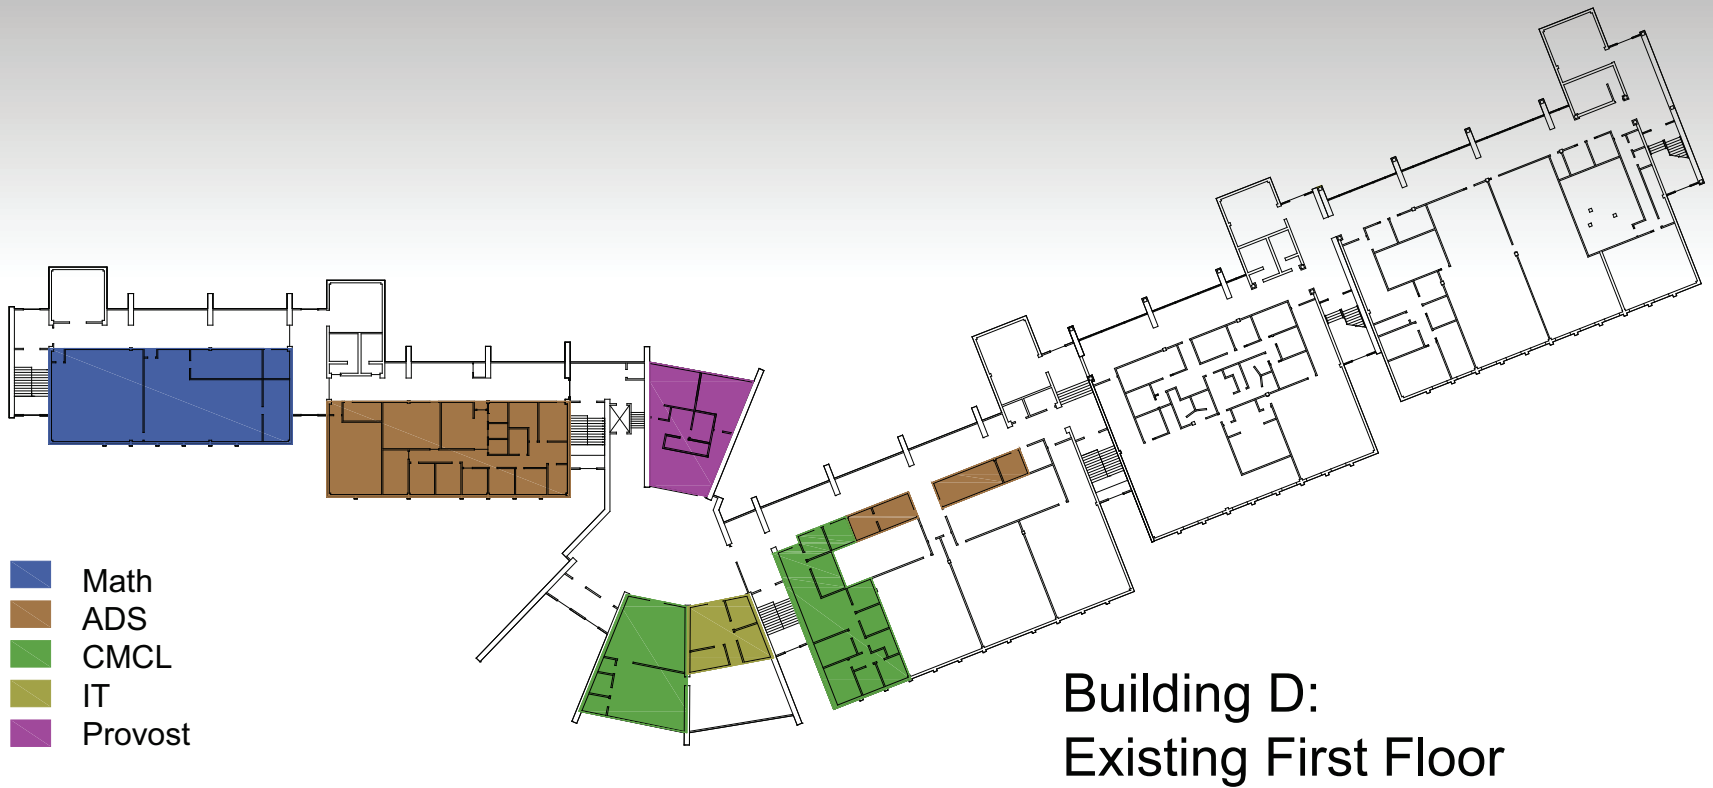 Math
ADS
CMCL
IT
Provost
Building D:
Existing First Floor